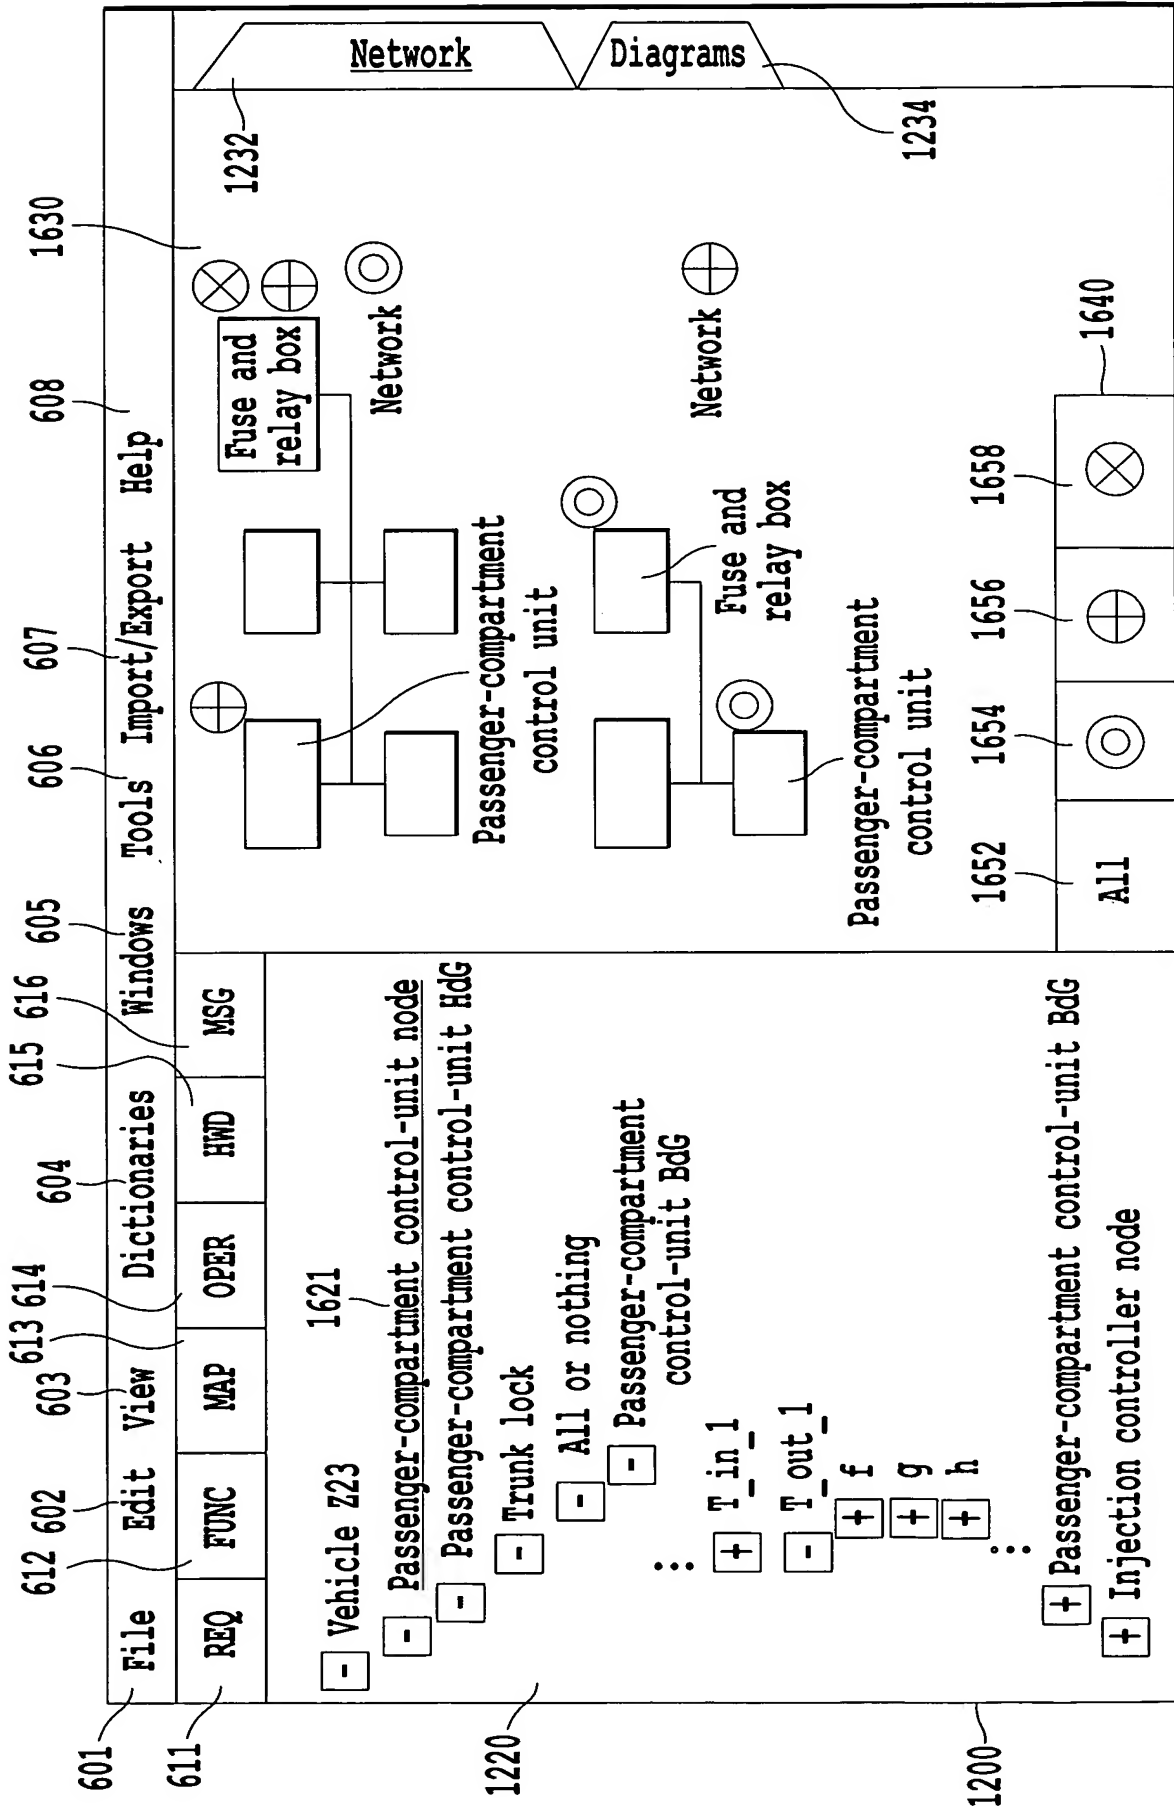 601
602
603
604
605
606
607
608
File Edit View Dictionaries Windows Tools Import/Export Help
611
612
613
614
615
616
REQ FUNC MAP OPER HWD MSG
1630
1232
1220
1200
1621
- Vehicle Z23
- Passenger-compartment control-unit node
- Passenger-compartment control-unit HdG
- Trunk lock
- All or nothing
- Passenger-compartment
control-unit BdG
⋮
+ T_in_1
- T_out_1
+ f
+ g
+ h
⋮
+ Passenger-compartment control-unit BdG
+ Injection controller node
Fuse and
relay box
Network
Passenger-compartment
control unit
Network
Fuse and
relay box
Passenger-compartment
control unit
Network
Diagrams
1234
1652
1654
1656
1658
1640
All